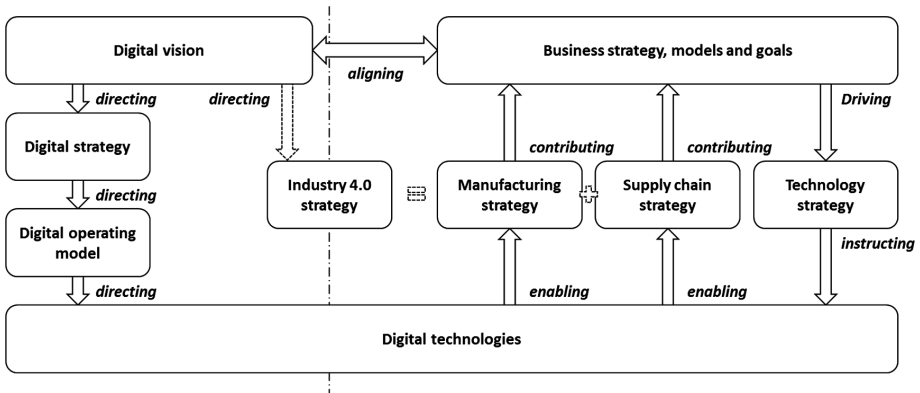 Digital vision
Business strategy, models and goals
aligning
directing
directing
Driving
Digital strategy
contributing
contributing
Industry 4.0
strategy
Manufacturing
strategy
Supply chain
strategy
Technology
strategy
directing
Digital operating
model
instructing
directing
enabling
enabling
Digital technologies